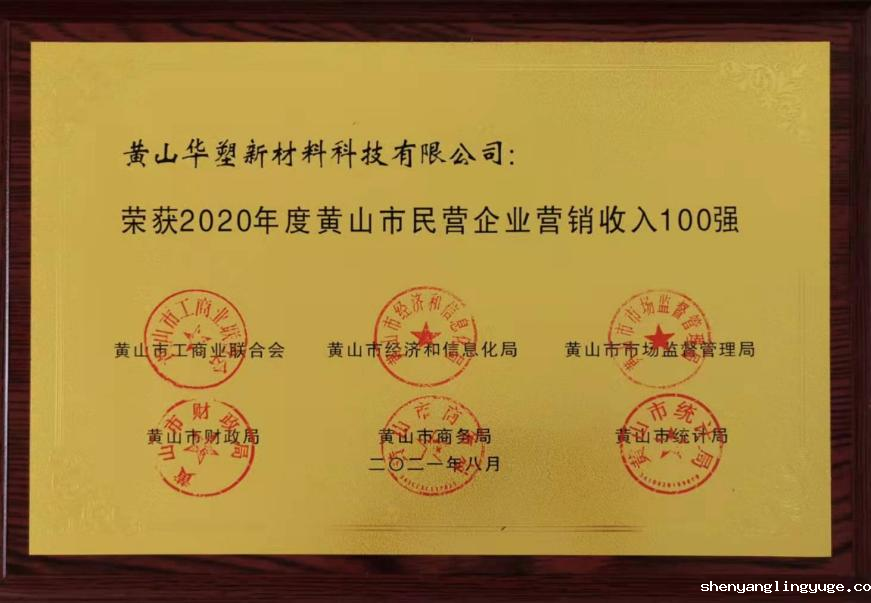 黄山华塑新材料科技有限公司：
荣获2020年度黄山市民营企业营销收入100强
黄山市工商业联合会 黄山市经济和信息化局 黄山市市场监督管理局
黄山市财政局 黄山市商务局 黄山市统计局
二〇二一年八月
shenyanglingyuge.co